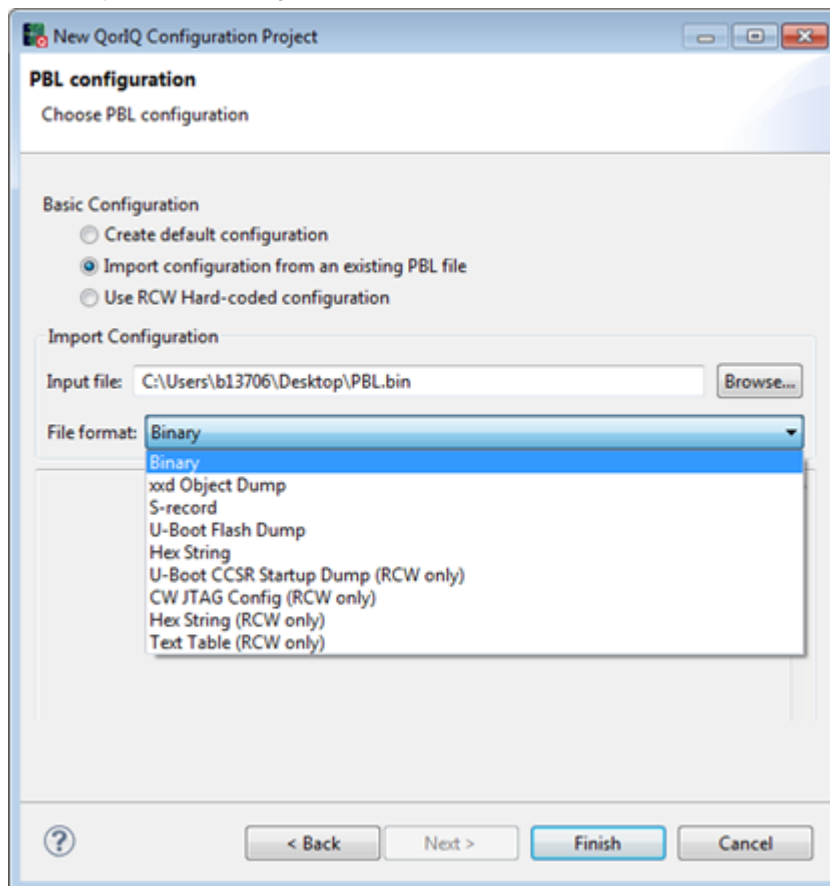 New QorIQ Configuration Project
PBL configuration
Choose PBL configuration
Basic Configuration
Create default configuration
Import configuration from an existing PBL file
Use RCW Hard-coded configuration
Import Configuration
Input file: C:\Users\b13706\Desktop\PBL.bin Browse...
File format: Binary
Binary
xxd Object Dump
S-record
U-Boot Flash Dump
Hex String
U-Boot CCSR Startup Dump (RCW only)
CW JTAG Config (RCW only)
Hex String (RCW only)
Text Table (RCW only)
? < Back Next > Finish Cancel